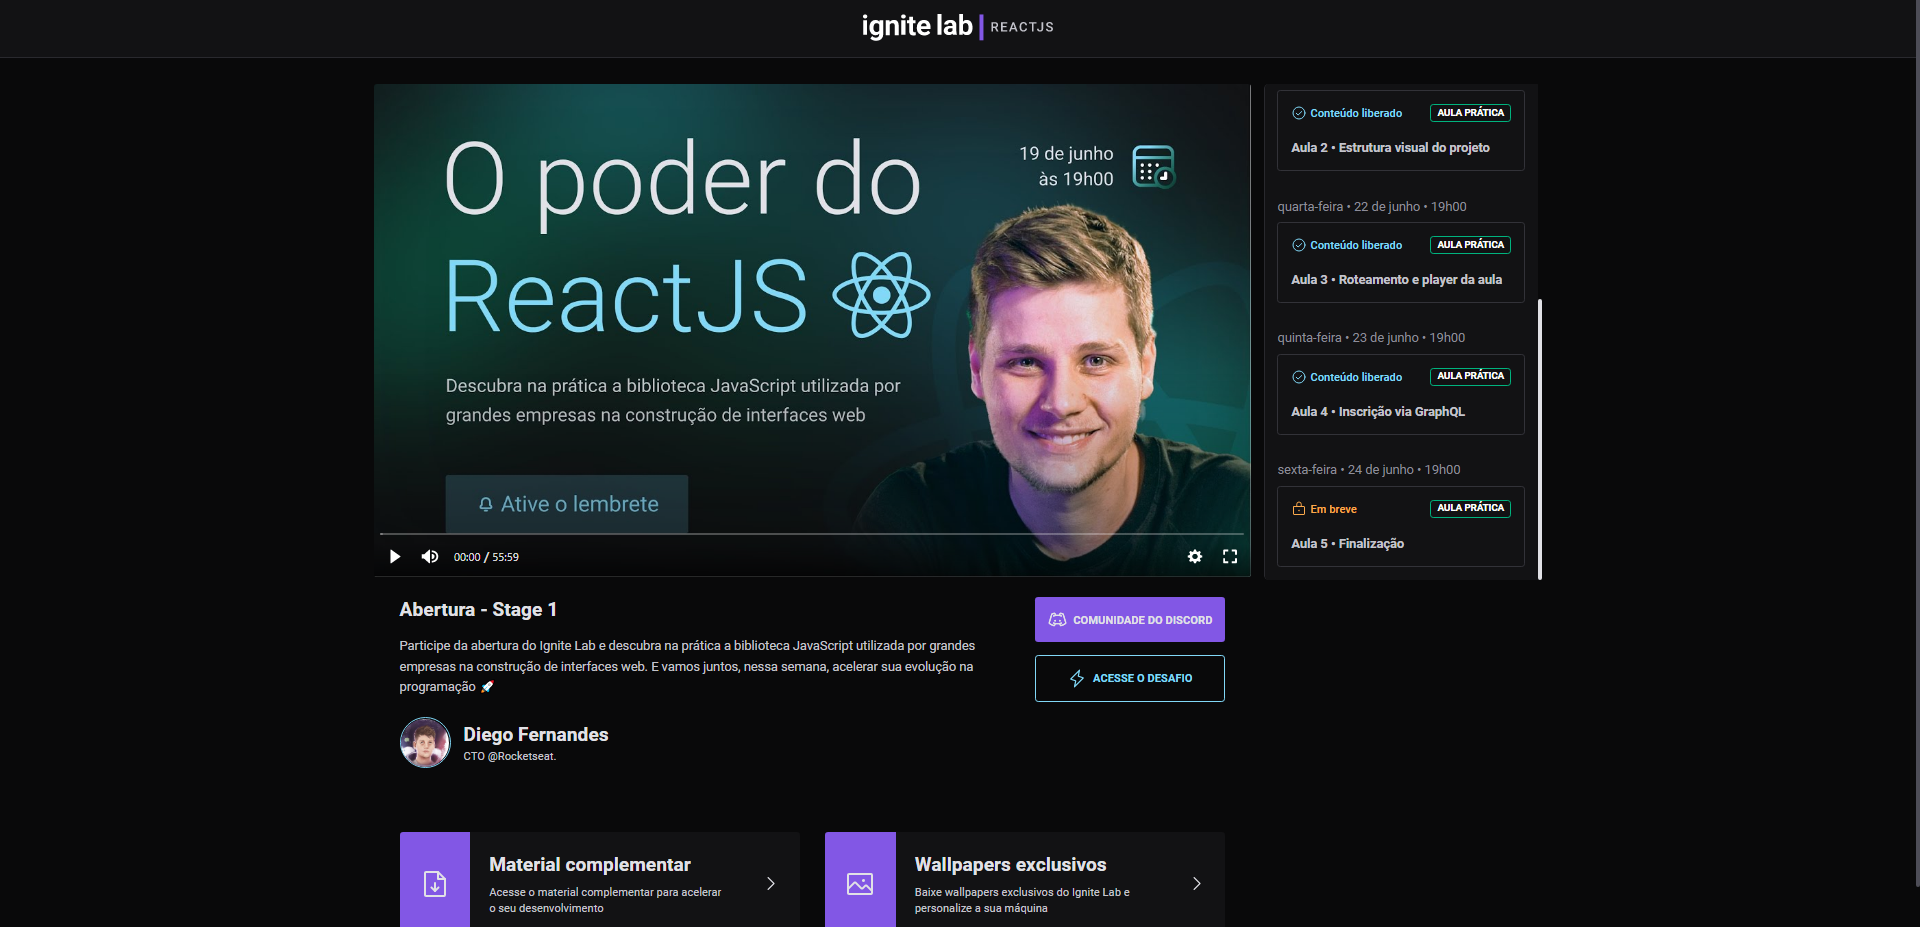 ignite lab | REACTJS
O poder do
ReactJS
19 de junho
às 19h00
Descubra na prática a biblioteca JavaScript utilizada por
grandes empresas na construção de interfaces web
Ative o lembrete
00:00 / 55:59
Conteúdo liberado AULA PRÁTICA
Aula 2 • Estrutura visual do projeto
quarta-feira • 22 de junho • 19h00
Conteúdo liberado AULA PRÁTICA
Aula 3 • Roteamento e player da aula
quinta-feira • 23 de junho • 19h00
Conteúdo liberado AULA PRÁTICA
Aula 4 • Inscrição via GraphQL
sexta-feira • 24 de junho • 19h00
Em breve AULA PRÁTICA
Aula 5 • Finalização
Abertura - Stage 1
Participe da abertura do Ignite Lab e descubra na prática a biblioteca JavaScript utilizada por grandes
empresas na construção de interfaces web. E vamos juntos, nessa semana, acelerar sua evolução na
programação 🚀
COMUNIDADE DO DISCORD
ACESSE O DESAFIO
Diego Fernandes
CTO @Rocketseat.
Material complementar
Acesse o material complementar para acelerar
o seu desenvolvimento
Wallpapers exclusivos
Baixe wallpapers exclusivos do Ignite Lab e
personalize a sua máquina